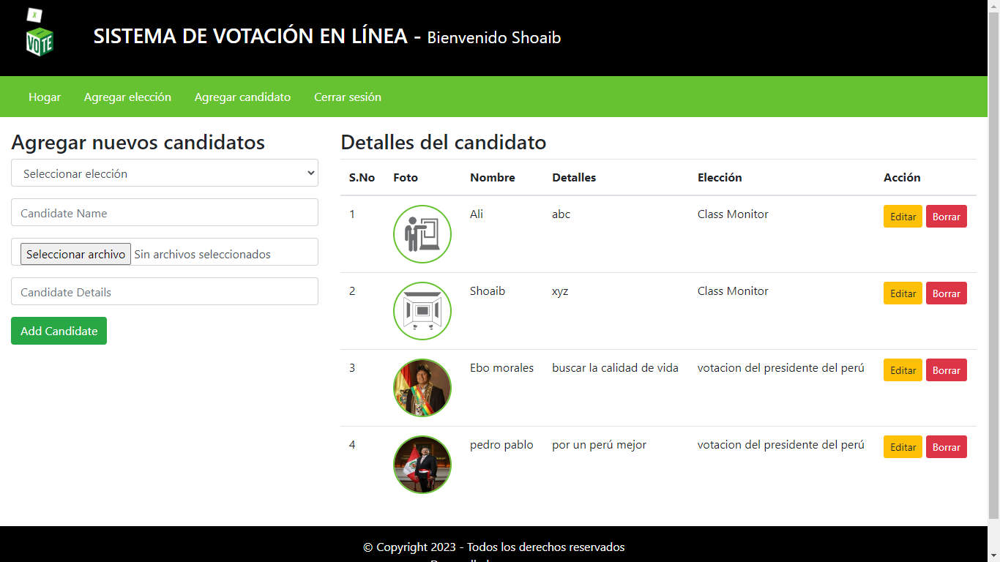 X
VOTE
SISTEMA DE VOTACIÓN EN LÍNEA - Bienvenido Shoaib
Hogar
Agregar elección
Agregar candidato
Cerrar sesión
Agregar nuevos candidatos
Seleccionar elección
Candidate Name
Seleccionar archivo Sin archivos seleccionados
Candidate Details
Add Candidate
Detalles del candidato
S.No Foto Nombre Detalles Elección Acción
1 Ali abc Class Monitor Editar Borrar
2 Shoaib xyz Class Monitor Editar Borrar
3 Ebo morales buscar la calidad de vida votacion del presidente del perú Editar Borrar
4 pedro pablo por un perú mejor votacion del presidente del perú Editar Borrar
© Copyright 2023 - Todos los derechos reservados